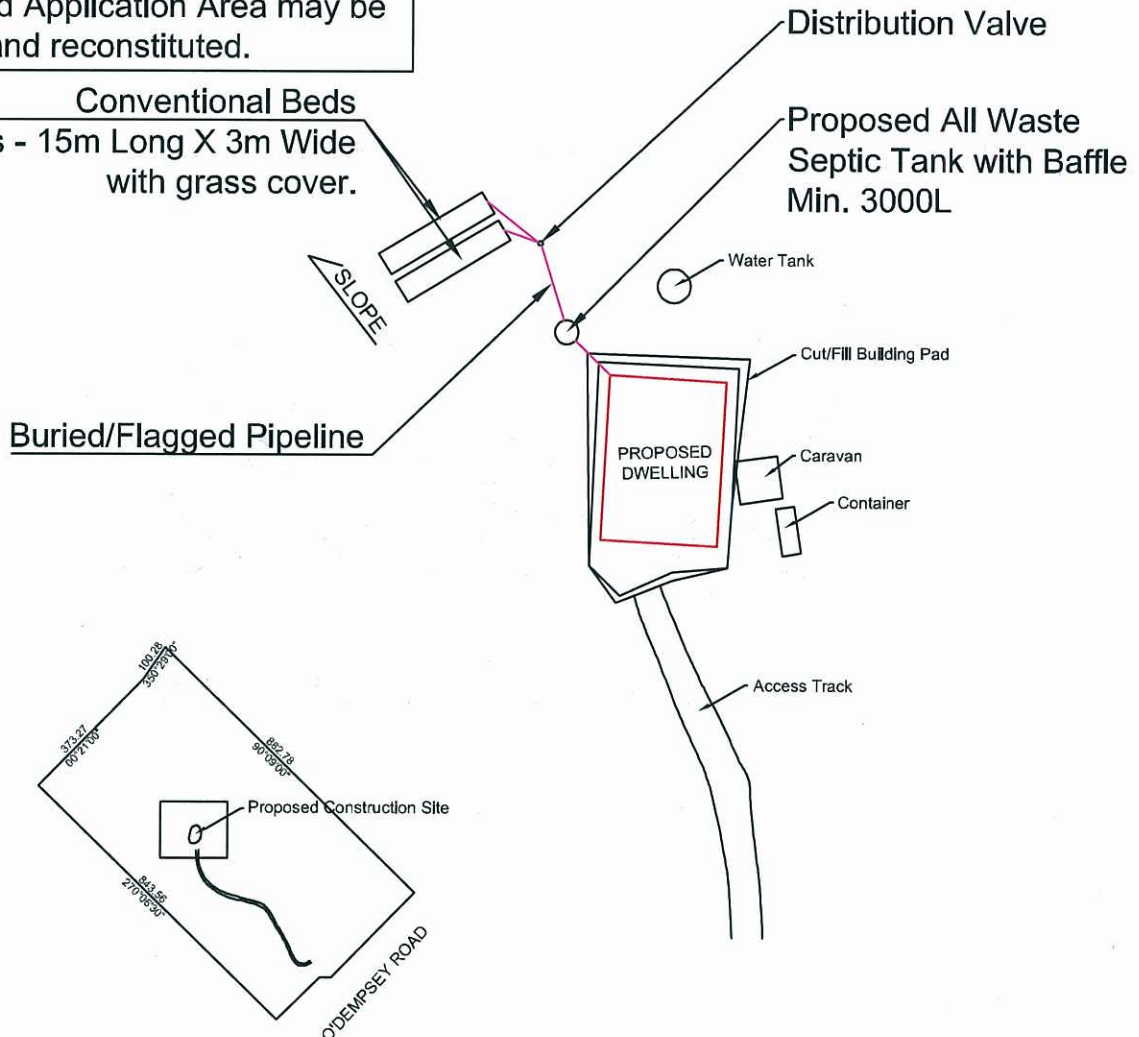 d Application Area may be
and reconstituted.
Conventional Beds
s - 15m Long X 3m Wide
with grass cover.
Distribution Valve
Proposed All Waste
Septic Tank with Baffle
Min. 3000L
Water Tank
SLOPE
Cut/Fill Building Pad
Buried/Flagged Pipeline
PROPOSED
DWELLING
Caravan
Container
Access Track
100.28
350°29'00"
373.27
00°21'00"
882.78
90°09'00"
Proposed Construction Site
843.56
270°06'30"
O'DEMPSEY ROAD